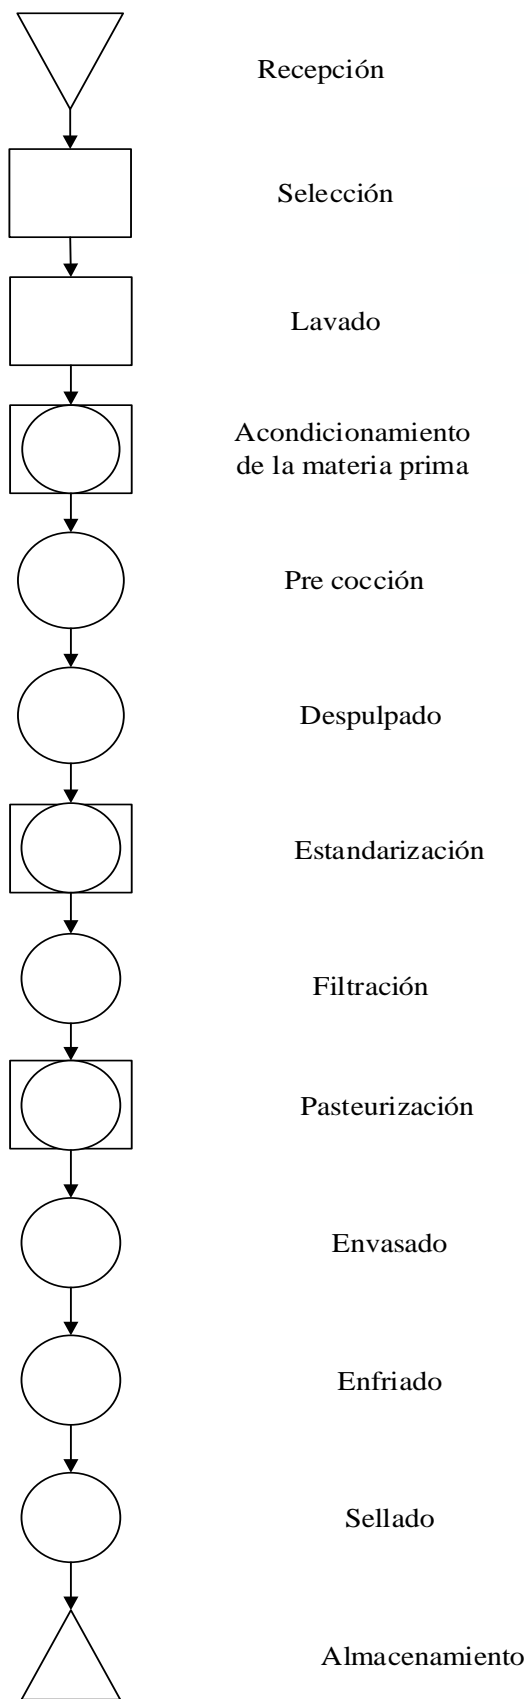 Recepción
Selección
Lavado
Acondicionamiento
de la materia prima
Pre cocción
Despulpado
Estandarización
Filtración
Pasteurización
Envasado
Enfriado
Sellado
Almacenamiento